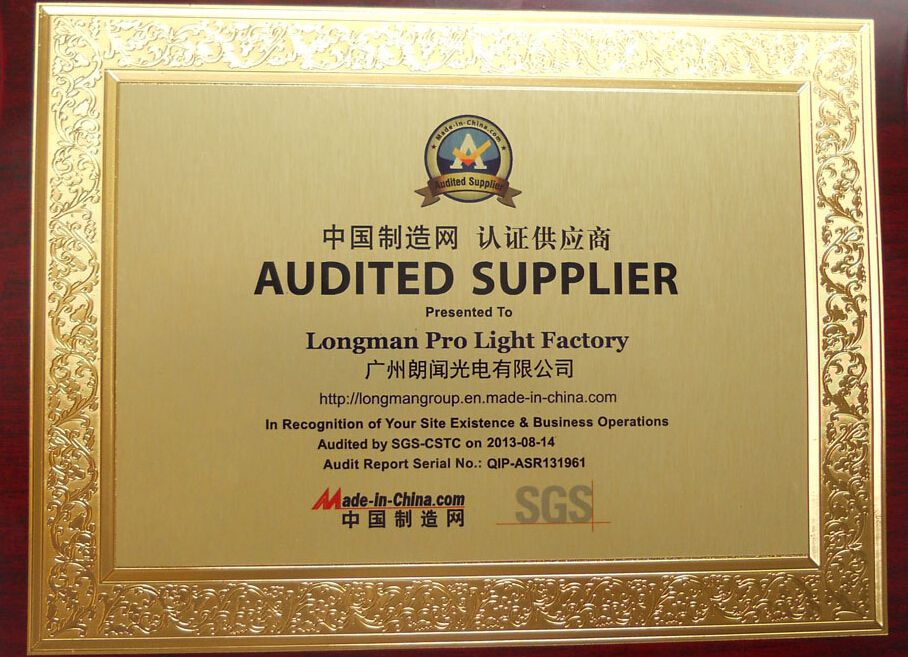 Made-in-China.com
Audited Supplier
中国制造网 认证供应商
AUDITED SUPPLIER
Presented To
Longman Pro Light Factory
广州朗闻光电有限公司
http://longmangroup.en.made-in-china.com
In Recognition of Your Site Existence & Business Operations
Audited by SGS-CSTC on 2013-08-14
Audit Report Serial No.: QIP-ASR131961
Made-in-China.com
中国制造网
SGS